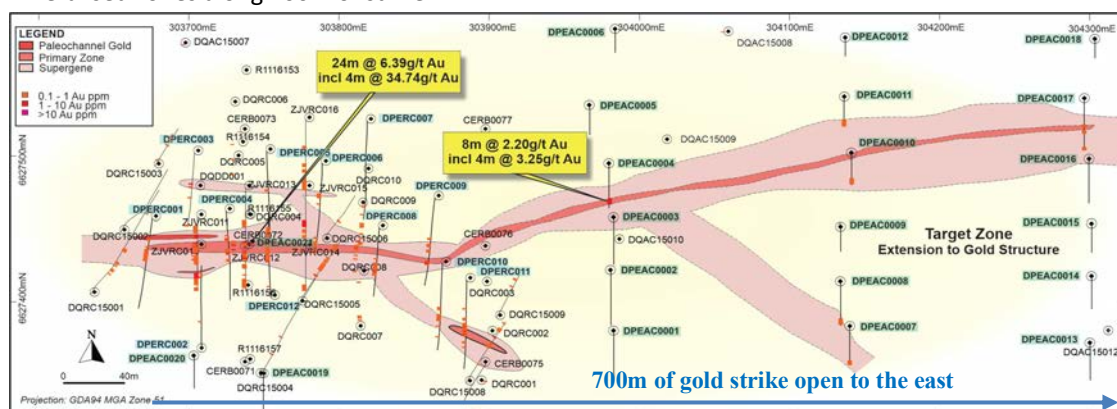 303700mE
303800mE
303900mE
304000mE
304100mE
304200mE
304300mE
LEGEND
Paleochannel Gold
Primary Zone
Supergene
0.1 - 1 Au ppm
1 - 10 Au ppm
>10 Au ppm
DQAC15007
R1116153
DQRC006
CERB0073
R1116154
DQRC005
ZJVRC016
24m @ 6.39g/t Au
incl 4m @ 34.74g/t Au
DPERC007
CERB0077
DPEAC0006
DQAC15008
DPEAC0012
DPEAC0018
DPEAC0005
DPEAC0011
DPEAC0017
8m @ 2.20g/t Au
incl 4m @ 3.25g/t Au
DQAC15009
DPEAC0004
DPEAC0010
DPEAC0016
6627500mN
DPERC003
DQRC15003
DQDD001
DPERC005
DPERC006
DQRC010
ZJVRC013
ZJVRC015
DPERC009
DQRC009
DPERC001
DPERC004
R1116155
DQRC004
DPERC008
ZJVRC011
DQRC15002
CERB0072
DPEAC0021
DQRC15006
ZJVRC012
ZJVRC014
CERB0076
DPEAC0003
DQAC15010
DPEAC0009
DPEAC0015
Target Zone
Extension to Gold Structure
DQRC008
DPERC010
DPERC011
DQRC003
DPEAC0002
DPEAC0008
DPEAC0014
6627400mN
DQRC15001
R1116156
DPERC012
DQRC15005
DQRC15009
DQRC007
DQRC002
DPEAC0001
DPEAC0007
DPEAC0013
DQAC15012
N
DPERC002
DPEAC0020
R1116157
CERB0071
DPEAC0019
DQRC15004
CERB0075
DQRC15008
DQRC001
40m
0
700m of gold strike open to the east
Projection: GDA94 MGA Zone 51